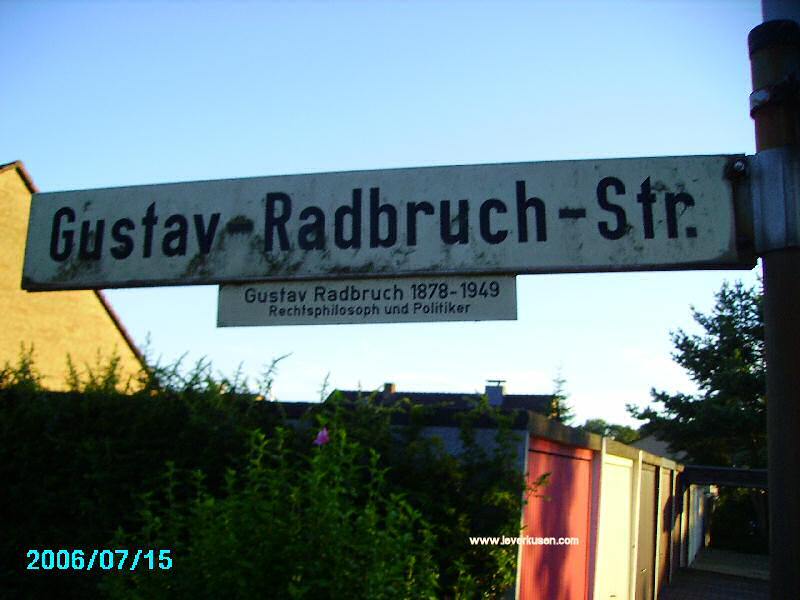 Gustav-Radbruch-Str.
Gustav Radbruch 1878-1949
Rechtsphilosoph und Politiker
www.leverkusen.com
2006/07/15